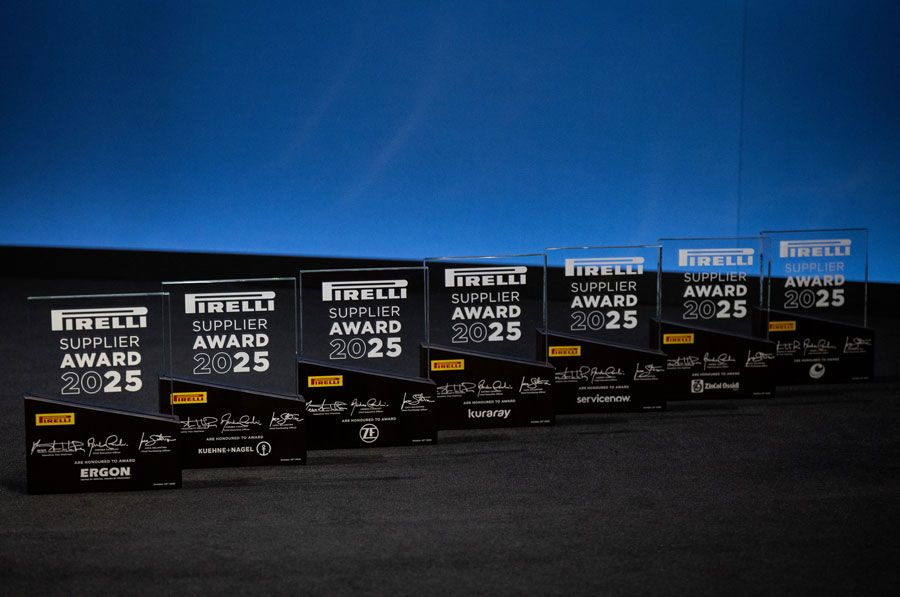 PIRELLI
SUPPLIER
AWARD
2025
PIRELLI
ARE HONOURED TO AWARD
ERGON
PIRELLI
SUPPLIER
AWARD
2025
PIRELLI
ARE HONOURED TO AWARD
KUEHNE+NAGEL
PIRELLI
SUPPLIER
AWARD
2025
PIRELLI
ARE HONOURED TO AWARD
ZF
PIRELLI
SUPPLIER
AWARD
2025
PIRELLI
ARE HONOURED TO AWARD
kuraray
PIRELLI
SUPPLIER
AWARD
2025
PIRELLI
ARE HONOURED TO AWARD
servicenow
PIRELLI
SUPPLIER
AWARD
2025
PIRELLI
ARE HONOURED TO AWARD
ZinCol Ossidi
PIRELLI
SUPPLIER
AWARD
2025
PIRELLI
ARE HONOURED TO AWARD